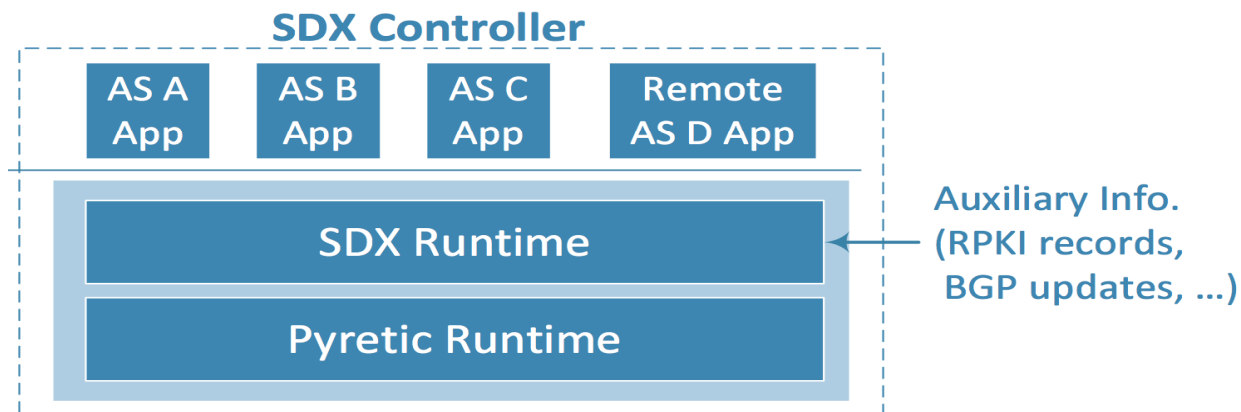 SDX Controller
AS A
App
AS B
App
AS C
App
Remote
AS D App
SDX Runtime
Pyretic Runtime
Auxiliary Info.
(RPKI records,
BGP updates, ...)